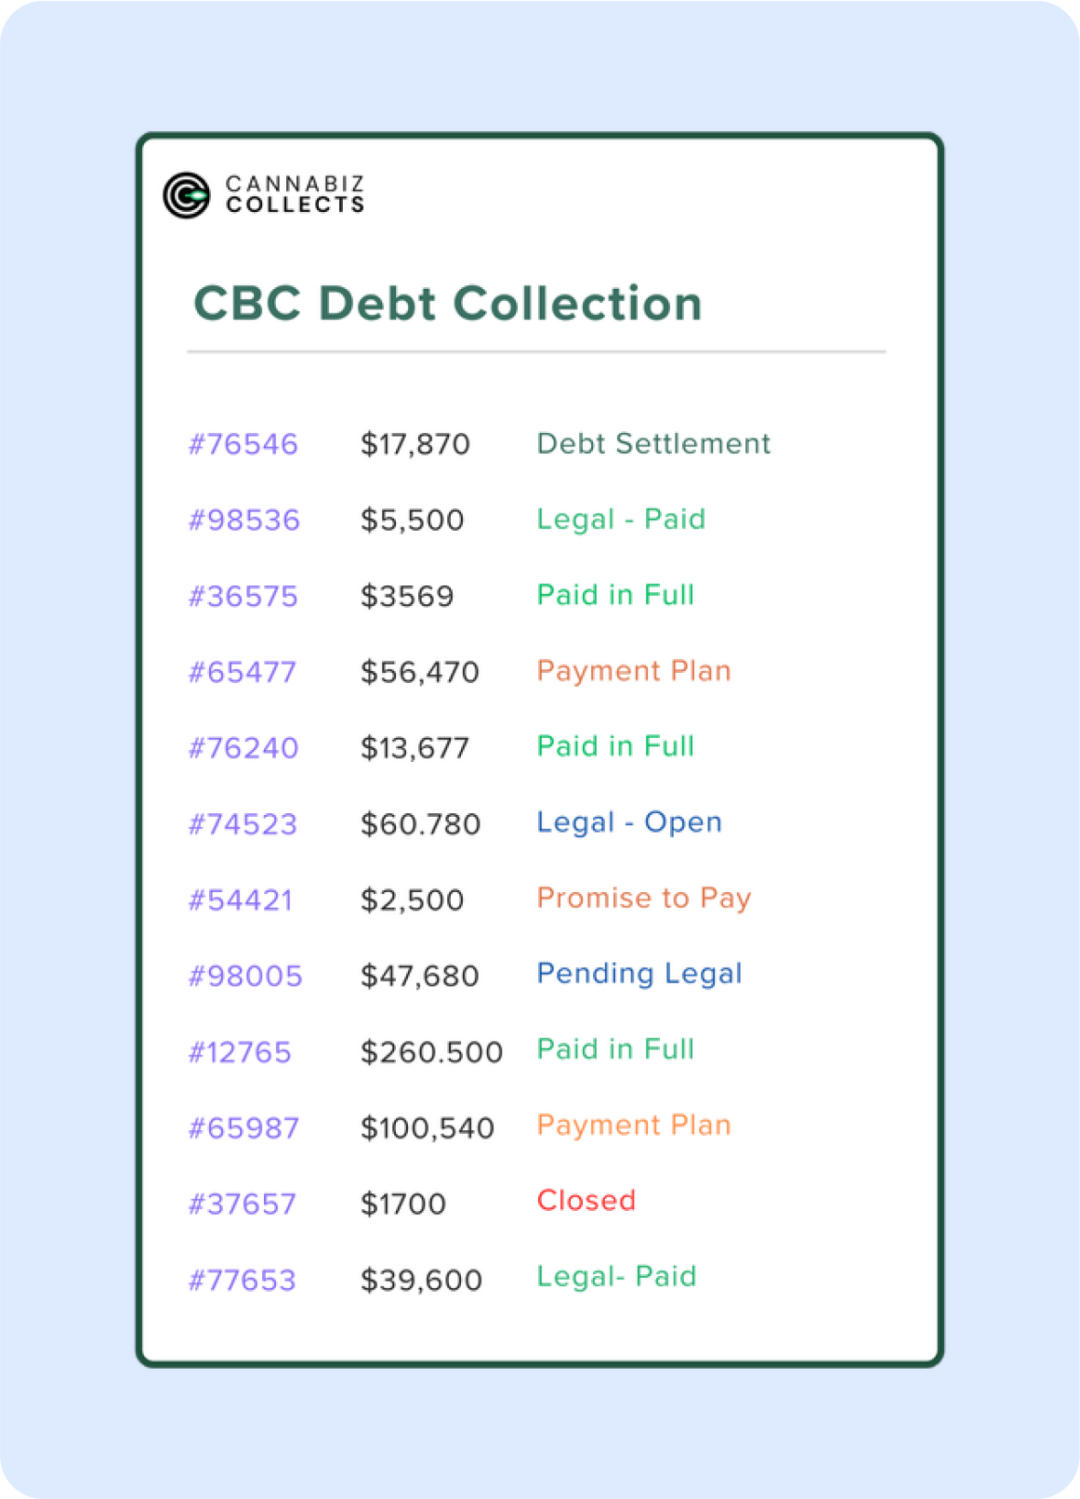 CANNABIZ
COLLECTS
CBC Debt Collection
#76546 $17,870 Debt Settlement
#98536 $5,500 Legal - Paid
#36575 $3569 Paid in Full
#65477 $56,470 Payment Plan
#76240 $13,677 Paid in Full
#74523 $60.780 Legal - Open
#54421 $2,500 Promise to Pay
#98005 $47,680 Pending Legal
#12765 $260.500 Paid in Full
#65987 $100,540 Payment Plan
#37657 $1700 Closed
#77653 $39,600 Legal- Paid